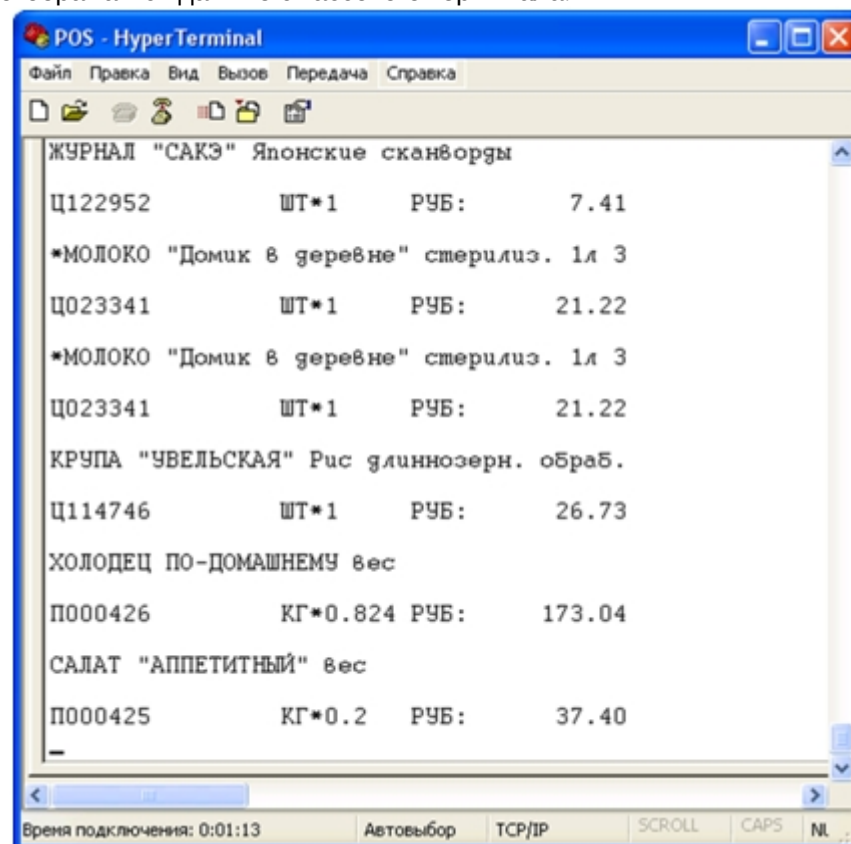 POS - HyperTerminal
Файл Правка Вид Вызов Передача Справка
ЖУРНАЛ "САКЭ" Японские сканворды
Ц122952 ШТ*1 РУБ: 7.41
*МОЛОКО "Домик в деревне" стерилиз. 1л 3
Ц023341 ШТ*1 РУБ: 21.22
*МОЛОКО "Домик в деревне" стерилиз. 1л 3
Ц023341 ШТ*1 РУБ: 21.22
КРУПА "УВЕЛЬСКАЯ" Рис длиннозерн. обраб.
Ц114746 ШТ*1 РУБ: 26.73
ХОЛОДЕЦ ПО-ДОМАШНЕМУ вес
П000426 КГ*0.824 РУБ: 173.04
САЛАТ "АППЕТИТНЫЙ" вес
П000425 КГ*0.2 РУБ: 37.40
Время подключения: 0:01:13 Автовыбор TCP/IP SCROLL CAPS